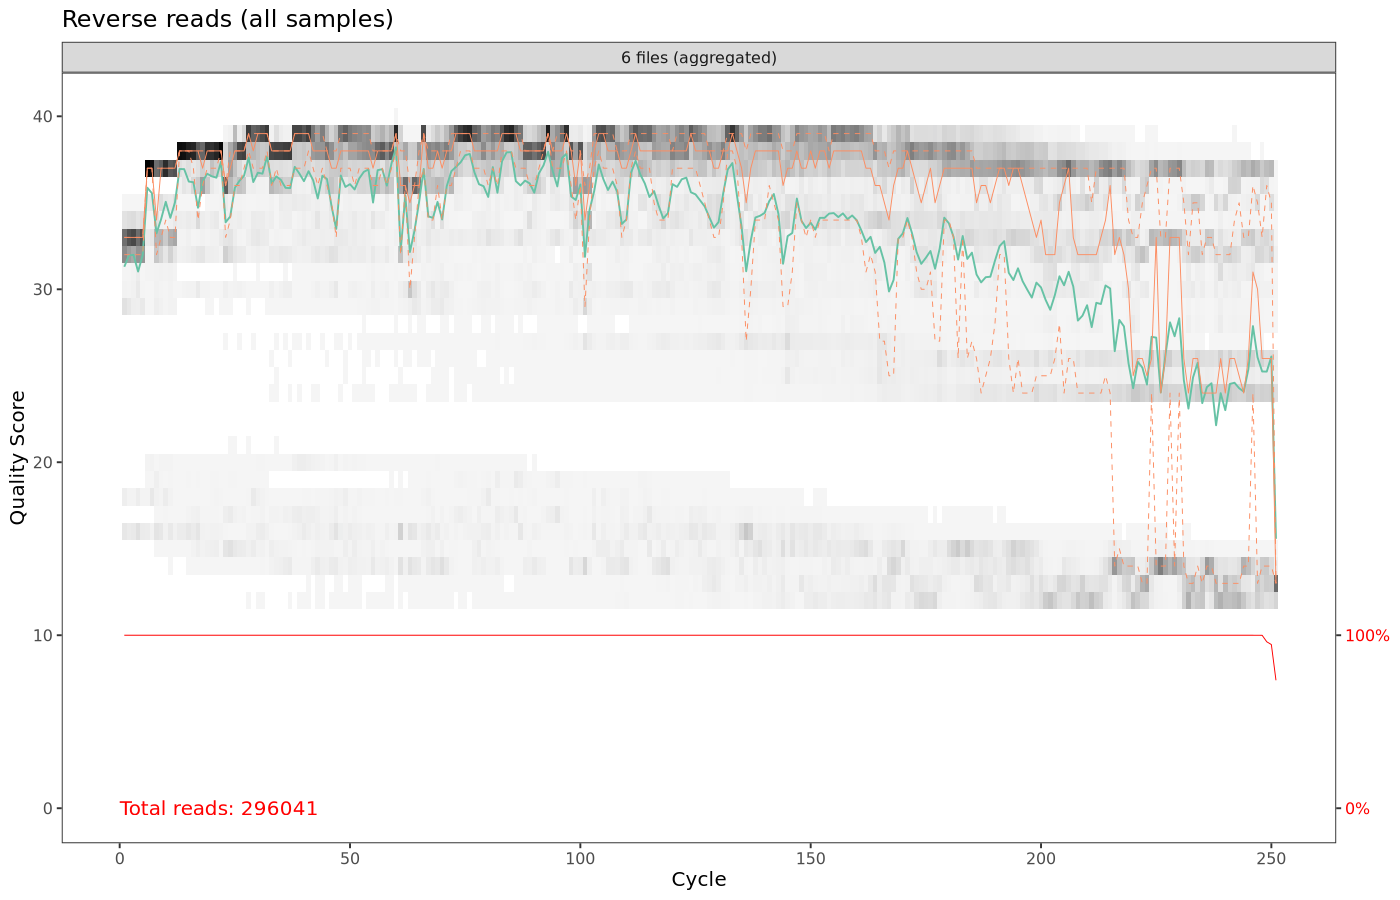 Reverse reads (all samples)
6 files (aggregated)
Quality Score
40
30
20
10
0
100%
0%
Total reads: 296041
0 50 100 150 200 250
Cycle